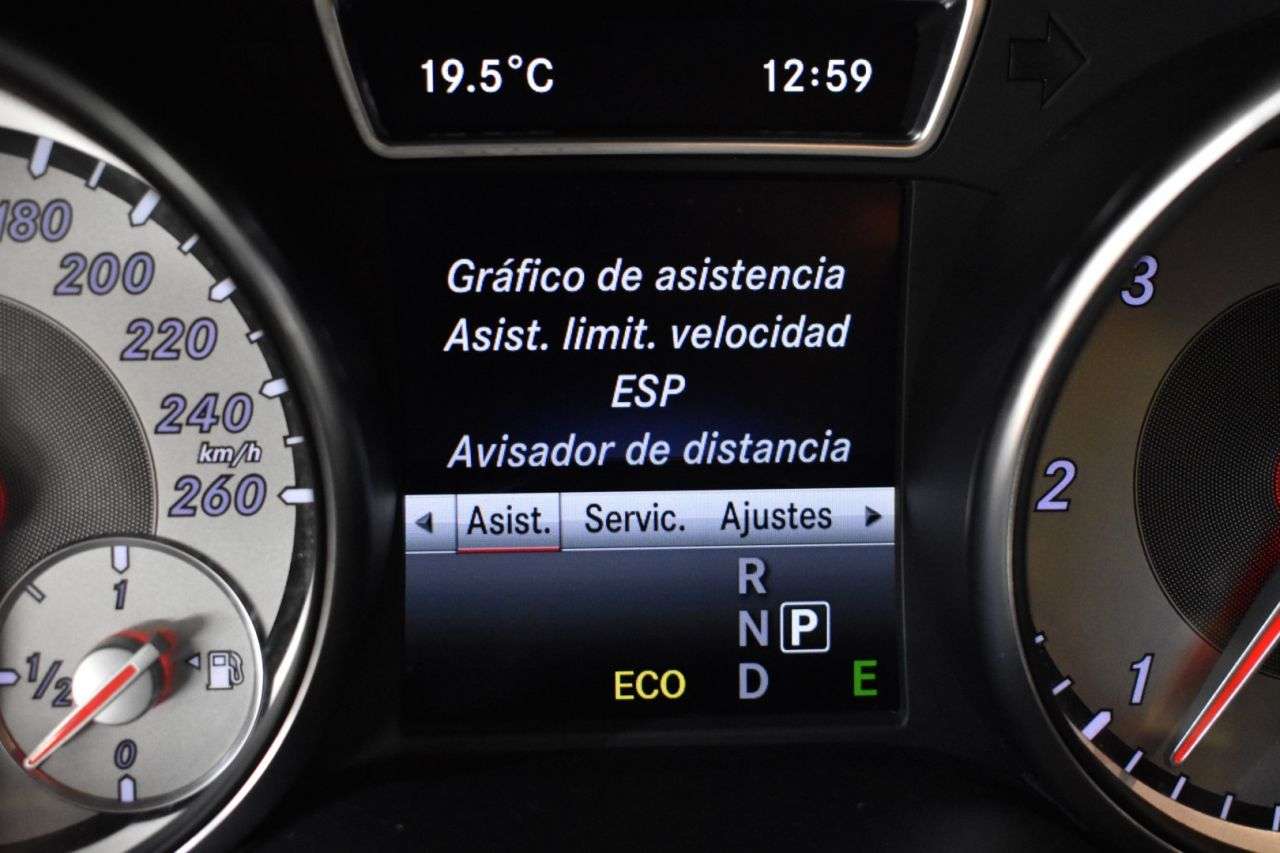 19.5°C 12:59
Gráfico de asistencia
Asist. limit. velocidad
ESP
Avisador de distancia
Asist. Servic. Ajustes
R
N P
ECO D E
180
200
220
240
km/h
260
1
1/2
0
3
2
1